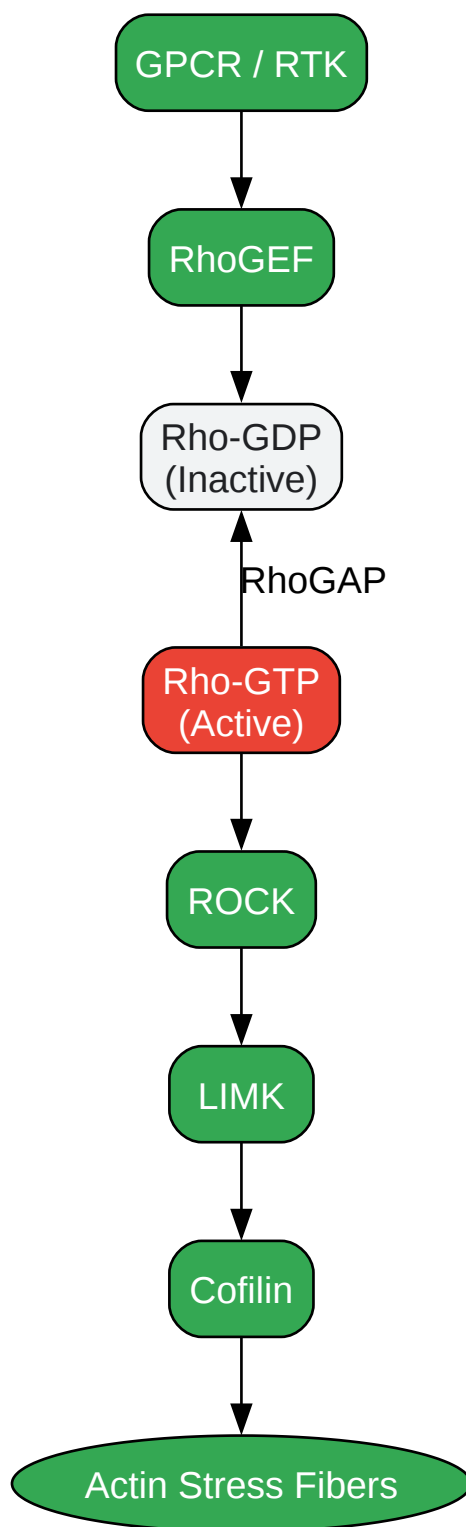 GPCR / RTK
RhoGEF
Rho-GDP
(Inactive)
RhoGAP
Rho-GTP
(Active)
ROCK
LIMK
Cofilin
Actin Stress Fibers